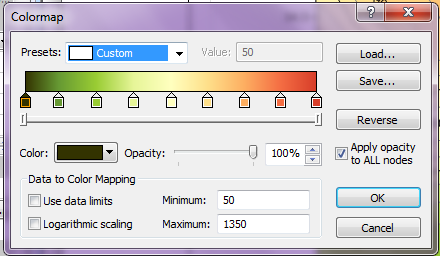 Colormap
Presets: Custom Value: 50 Load...
Save...
Reverse
Color: Opacity: 100% Apply opacity to ALL nodes
Data to Color Mapping
Use data limits Minimum: 50 OK
Logarithmic scaling Maximum: 1350 Cancel